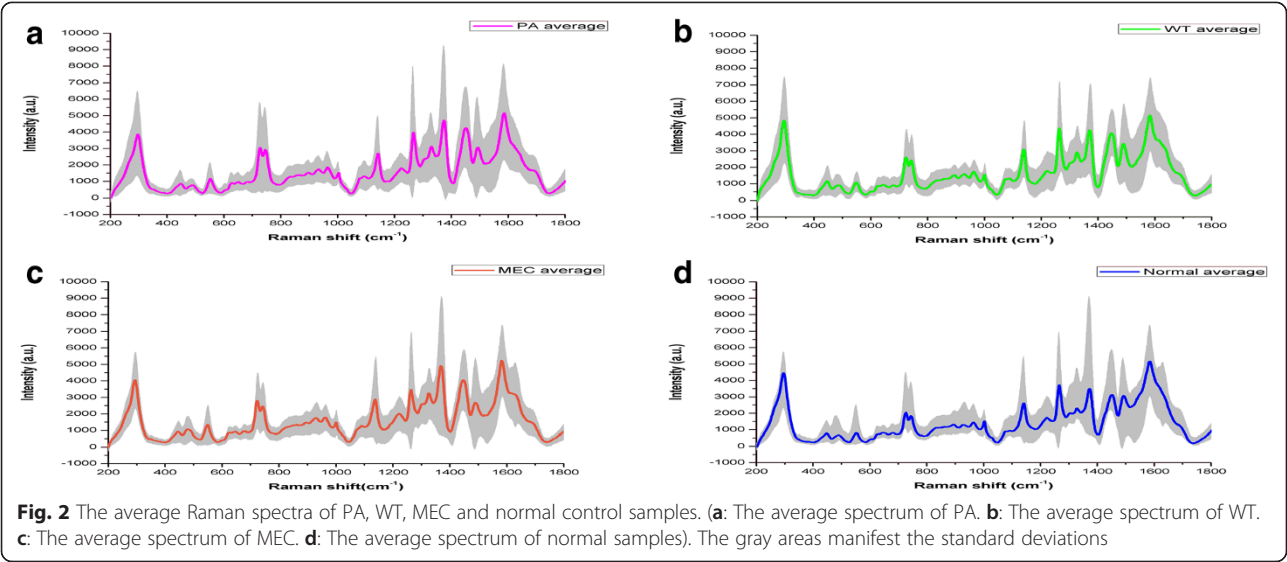 a
PA average
10000
9000
8000
7000
6000
5000
4000
3000
2000
1000
0
-1000
Intensity (a.u.)
200 400 600 800 1000 1200 1400 1600 1800
Raman shift (cm⁻¹)
b
WT average
10000
9000
8000
7000
6000
5000
4000
3000
2000
1000
0
-1000
Intensity (a.u.)
200 400 600 800 1000 1200 1400 1600 1800
Raman shift (cm⁻¹)
c
MEC average
10000
9000
8000
7000
6000
5000
4000
3000
2000
1000
0
-1000
Intensity (a.u.)
200 400 600 800 1000 1200 1400 1600 1800
Raman shift(cm⁻¹)
d
Normal average
10000
9000
8000
7000
6000
5000
4000
3000
2000
1000
0
-1000
Intensity (a.u.)
200 400 600 800 1000 1200 1400 1600 1800
Raman shift (cm⁻¹)
Fig. 2 The average Raman spectra of PA, WT, MEC and normal control samples. (a: The average spectrum of PA. b: The average spectrum of WT.
c: The average spectrum of MEC. d: The average spectrum of normal samples). The gray areas manifest the standard deviations